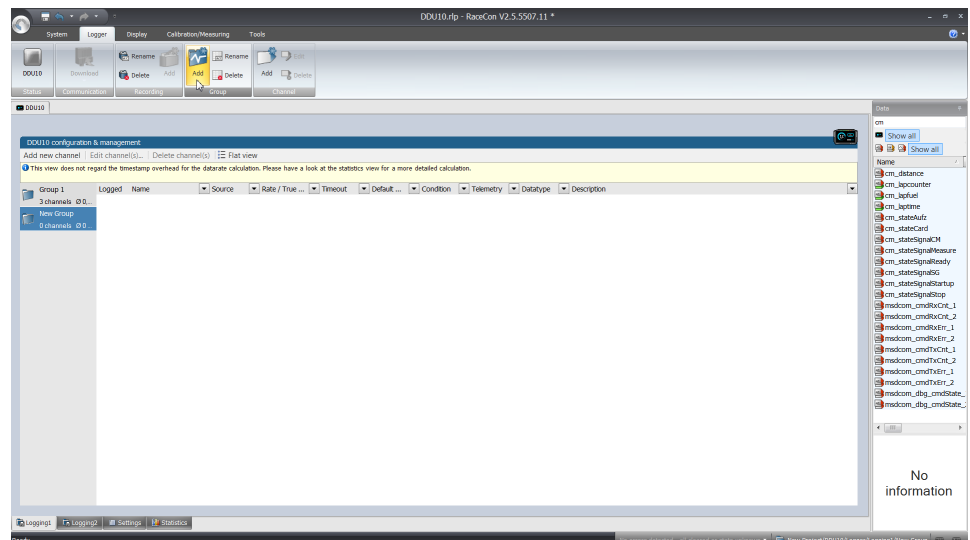 DDU10.rlp - RaceCon V2.5.5507.11 *
System Logger Display Calibration/Measuring Tools
DDU10 Download Rename Delete Add Add Rename Delete Add Edit Delete
Status Communication Recording Group Channel
DDU10
Data
cm
DDU10 configuration & management
Show all
Add new channel Edit channel(s)... Delete channel(s) Flat view
Show all
This view does not regard the timestamp overhead for the datarate calculation. Please have a look at the statistics view for a more detailed calculation.
Name
Group 1
3 channels Ø 0,...
Logged Name Source Rate / True ... Timeout Default ... Condition Telemetry Datatype Description
New Group
0 channels Ø 0...
cm_distance
cm_lapcounter
cm_lapfuel
cm_laptime
cm_stateAufz
cm_stateCard
cm_stateSignalCM
cm_stateSignalMeasure
cm_stateSignalReady
cm_stateSignalSG
cm_stateSignalStartup
cm_stateSignalStop
msdcom_cmdRxCnt_1
msdcom_cmdRxCnt_2
msdcom_cmdRxErr_1
msdcom_cmdRxErr_2
msdcom_cmdTxCnt_1
msdcom_cmdTxCnt_2
msdcom_cmdTxErr_1
msdcom_cmdTxErr_2
msdcom_dbg_cmdState_
msdcom_dbg_cmdState_
No
information
Logging1 Logging2 Settings Statistics